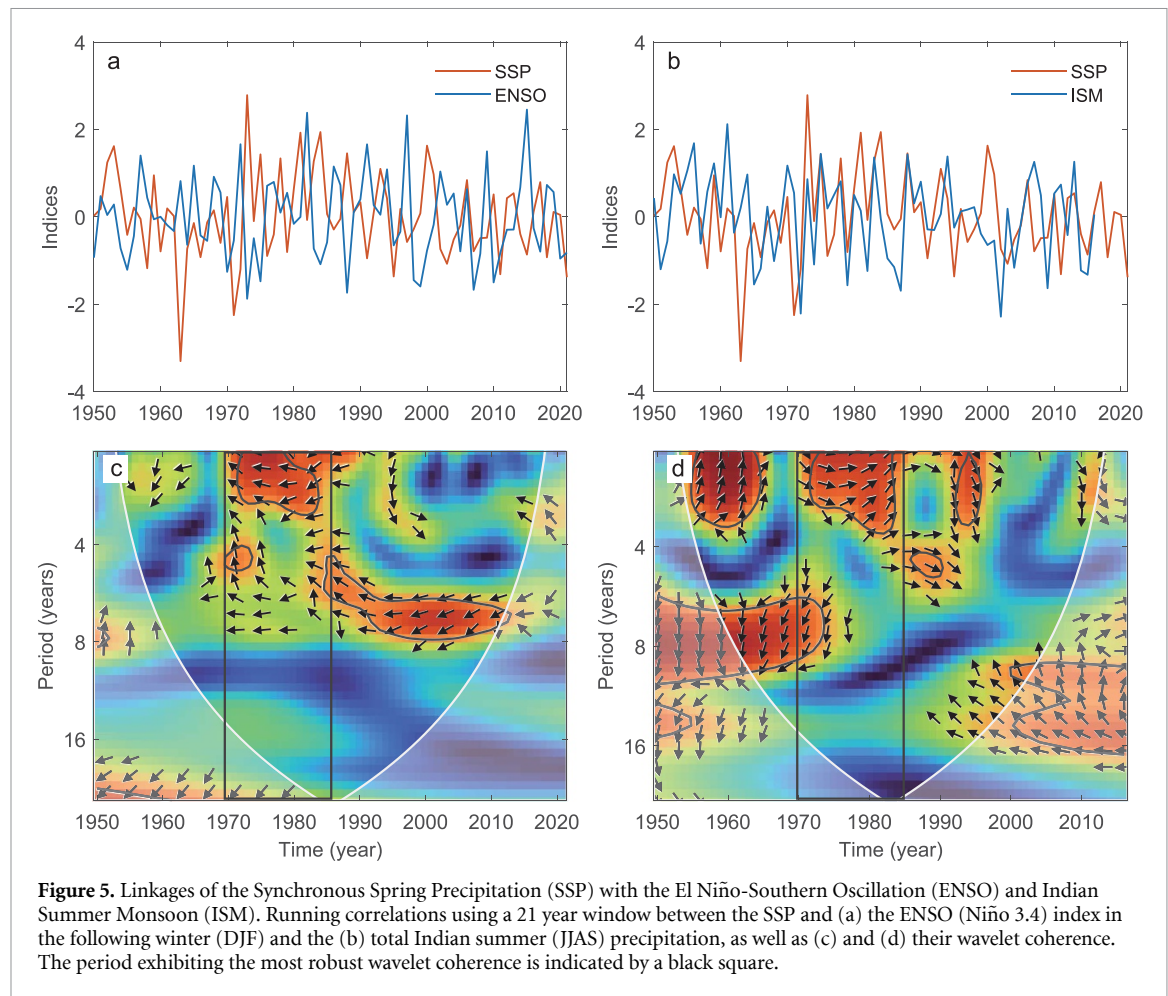 a
SSP
ENSO
Indices
4
2
0
-2
-4
1950 1960 1970 1980 1990 2000 2010 2020
b
SSP
ISM
Indices
4
2
0
-2
-4
1950 1960 1970 1980 1990 2000 2010 2020
c
Period (years)
4
8
16
1950 1960 1970 1980 1990 2000 2010 2020
Time (year)
d
Period (years)
4
8
16
1950 1960 1970 1980 1990 2000 2010
Time (year)
Figure 5. Linkages of the Synchronous Spring Precipitation (SSP) with the El Niño-Southern Oscillation (ENSO) and Indian
Summer Monsoon (ISM). Running correlations using a 21 year window between the SSP and (a) the ENSO (Niño 3.4) index in
the following winter (DJF) and the (b) total Indian summer (JJAS) precipitation, as well as (c) and (d) their wavelet coherence.
The period exhibiting the most robust wavelet coherence is indicated by a black square.